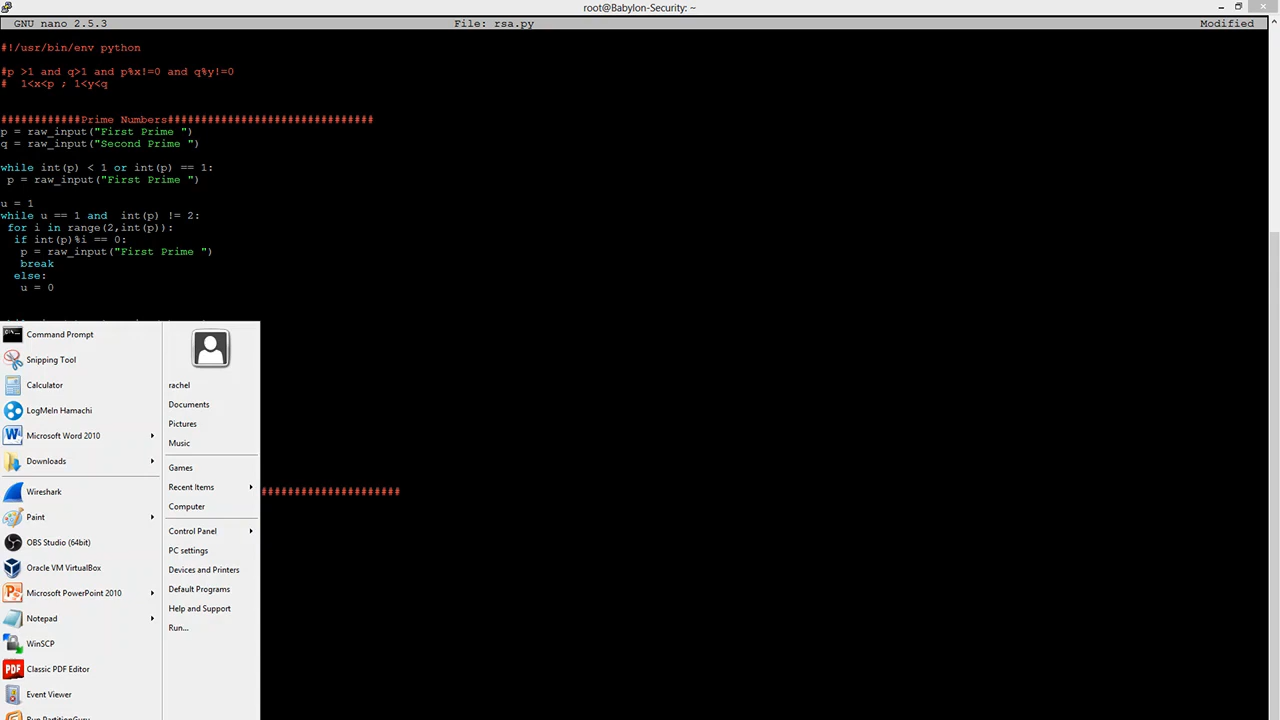 root@Babylon-Security: ~
GNU nano 2.5.3 File: rsa.py Modified
#!/usr/bin/env python
#p >1 and q>1 and p%x!=0 and q%y!=0
#  1<x<p ; 1<y<q
############Prime Numbers###############################
p = raw_input("First Prime ")
q = raw_input("Second Prime ")
while int(p) < 1 or int(p) == 1:
 p = raw_input("First Prime ")
u = 1
while u == 1 and  int(p) != 2:
 for i in range(2,int(p)):
  if int(p)%i == 0:
   p = raw_input("First Prime ")
   break
  else:
   u = 0
#####################
Command Prompt
Snipping Tool
Calculator
LogMeIn Hamachi
Microsoft Word 2010
Downloads
Wireshark
Paint
OBS Studio (64bit)
Oracle VM VirtualBox
Microsoft PowerPoint 2010
Notepad
WinSCP
PDF Classic PDF Editor
Event Viewer
rachel
Documents
Pictures
Music
Games
Recent Items
Computer
Control Panel
PC settings
Devices and Printers
Default Programs
Help and Support
Run...